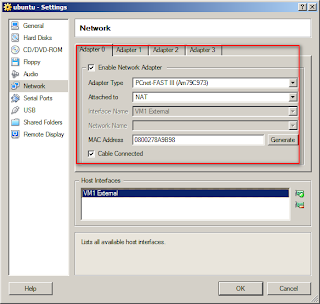 ubuntu - Settings
General
Hard Disks
CD/DVD-ROM
Floppy
Audio
Network
Serial Ports
USB
Shared Folders
Remote Display
Network
Adapter 0 Adapter 1 Adapter 2 Adapter 3
Enable Network Adapter
Adapter Type PCnet-FAST III (Am79C973)
Attached to NAT
Interface Name VM1 External
Network Name
MAC Address 0800278A9B98 Generate
Cable Connected
Host Interfaces
VM1 External
Lists all available host interfaces.
Help OK Cancel